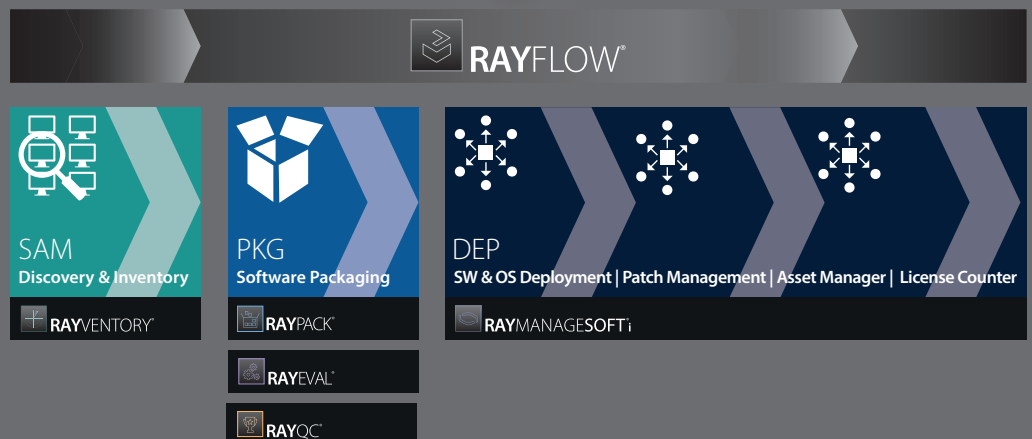 RAYFLOW®
SAM
Discovery & Inventory
RAYVENTORY®
PKG
Software Packaging
RAYPACK®
RAYEVAL®
RAYQC®
DEP
SW & OS Deployment | Patch Management | Asset Manager | License Counter
RAYMANAGESOFT®i